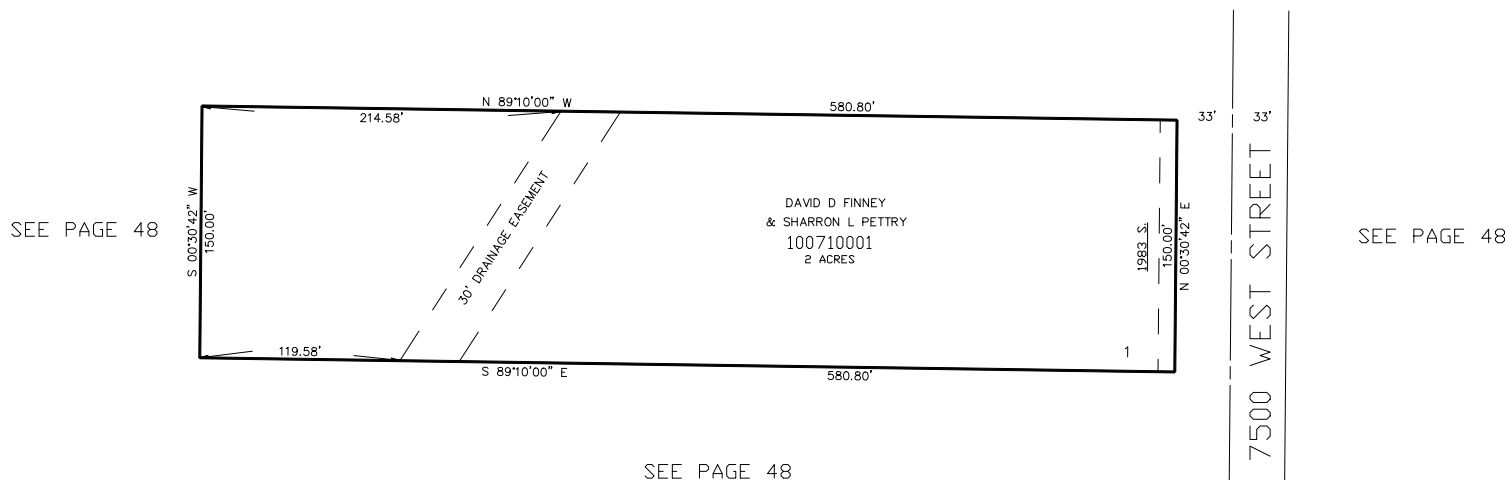 N 89°10'00" W
214.58'
580.80'
33'
33'
SEE PAGE 48
S 00°30'42" W
150.00'
30' DRAINAGE EASEMENT
DAVID D FINNEY
& SHARRON L PETTRY
100710001
2 ACRES
1983 S.
150.00'
N 00°30'42" E
7500 WEST STREET
SEE PAGE 48
119.58'
S 89°10'00" E
580.80'
1
SEE PAGE 48